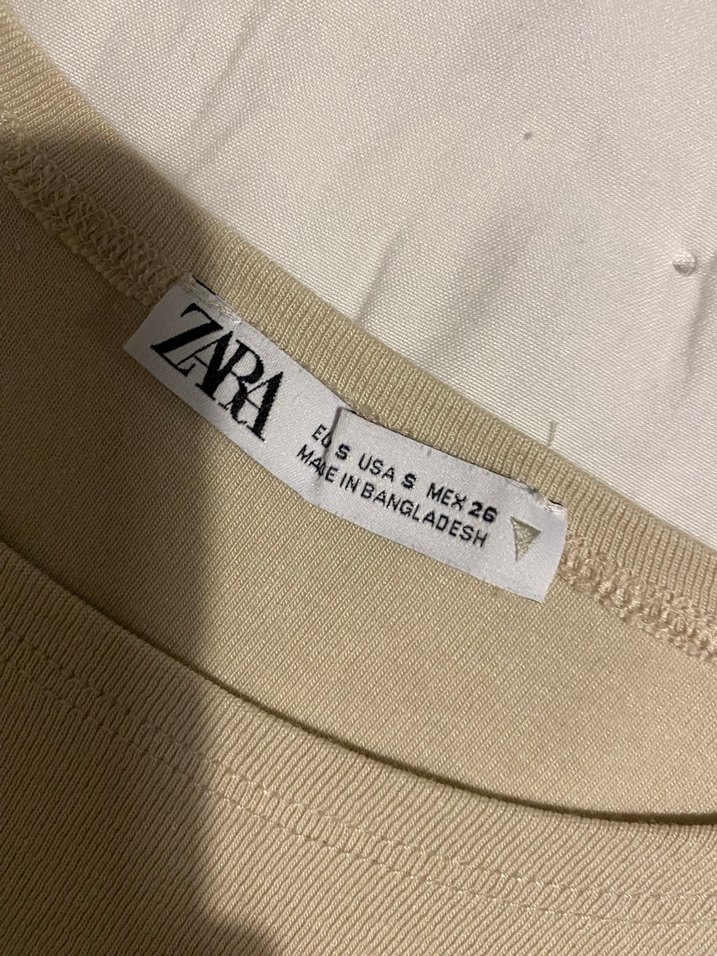 ZARA
EU S USA S MEX 26
MADE IN BANGLADESH